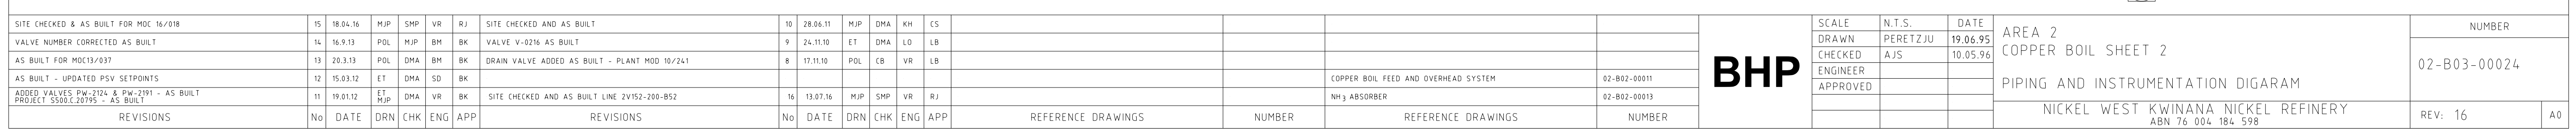 SITE CHECKED & AS BUILT FOR MOC 16/018 15 18.04.16 MJP SMP VR RJ SITE CHECKED AND AS BUILT 10 28.06.11 MJP DMA KH CS
VALVE NUMBER CORRECTED AS BUILT 14 16.9.13 POL MJP BM BK VALVE V-0216 AS BUILT 9 24.11.10 ET DMA LO LB
AS BUILT FOR MOC13/037 13 20.3.13 POL DMA BM BK DRAIN VALVE ADDED AS BUILT - PLANT MOD 10/241 8 17.11.10 POL CB VR LB
AS BUILT - UPDATED PSV SETPOINTS 12 15.03.12 ET DMA SD BK COPPER BOIL FEED AND OVERHEAD SYSTEM 02-B02-00011
ADDED VALVES PW-2124 & PW-2191 - AS BUILT
PROJECT S500.C.20795 - AS BUILT 11 19.01.12 ET MJP DMA VR BK SITE CHECKED AND AS BUILT LINE 2V152-200-B52 16 13.07.16 MJP SMP VR RJ NH3 ABSORBER 02-B02-00013
REVISIONS No DATE DRN CHK ENG APP REVISIONS No DATE DRN CHK ENG APP REFERENCE DRAWINGS NUMBER REFERENCE DRAWINGS NUMBER
BHP
SCALE N.T.S. DATE
DRAWN PERETZJU 19.06.95
CHECKED AJS 10.05.96
ENGINEER
APPROVED
AREA 2
COPPER BOIL SHEET 2
PIPING AND INSTRUMENTATION DIGARAM
NICKEL WEST KWINANA NICKEL REFINERY
ABN 76 004 184 598
NUMBER
02-B03-00024
REV: 16 A0